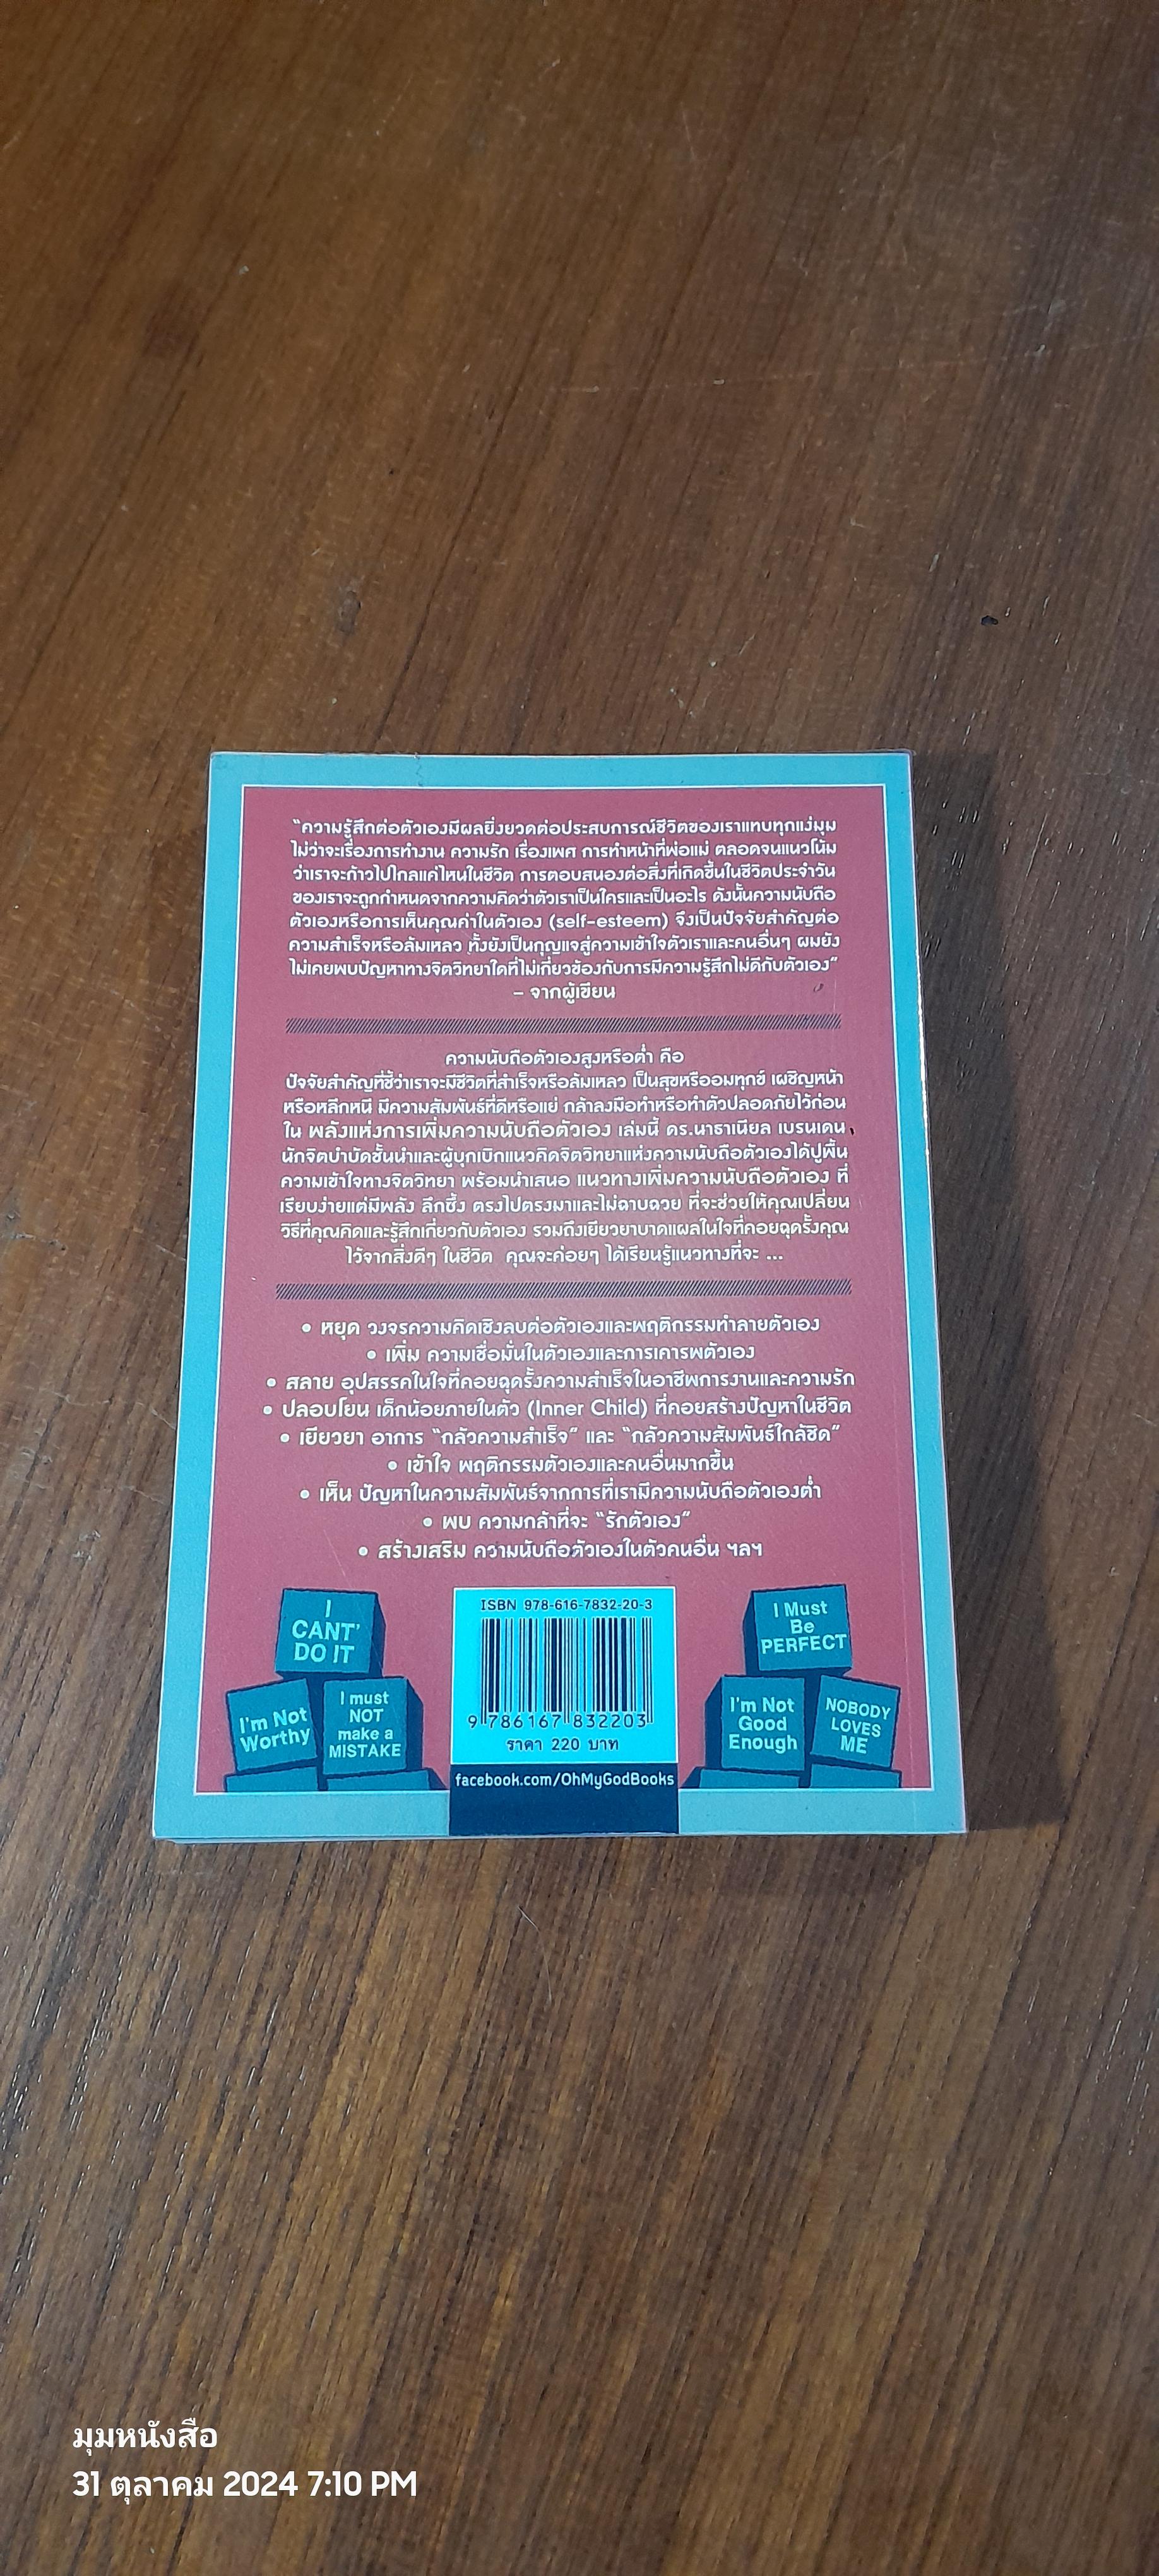 "ความรู้สึกต่อตัวเองมีผลยิ่งยวดต่อประสบการณ์ชีวิตของเราแทบทุกแง่มุม
ไม่ว่าจะเรื่องการทำงาน ความรัก เรื่องเพศ การทำหน้าที่พ่อแม่ ตลอดจนแนวโน้ม
ว่าเราจะก้าวไปไกลแค่ไหนในชีวิต การตอบสนองต่อสิ่งที่เกิดขึ้นในชีวิตประจำวัน
ของเราจะถูกกำหนดจากความคิดว่าตัวเราเป็นใครและเป็นอะไร ดังนั้นความนับถือ
ตัวเองหรือการเห็นคุณค่าในตัวเอง (self-esteem) จึงเป็นปัจจัยสำคัญต่อ
ความสำเร็จหรือล้มเหลว ทั้งยังเป็นกุญแจสู่ความเข้าใจตัวเราและคนอื่นๆ ผมยัง
ไม่เคยพบปัญหาทางจิตวิทยาใดที่ไม่เกี่ยวข้องกับการมีความรู้สึกไม่ดีกับตัวเอง"
– จากผู้เขียน
ความนับถือตัวเองสูงหรือต่ำ คือ
ปัจจัยสำคัญที่ชี้ว่าเราจะมีชีวิตที่สำเร็จหรือล้มเหลว เป็นสุขหรืออมทุกข์ เผชิญหน้า
หรือหลีกหนี มีความสัมพันธ์ที่ดีหรือแย่ กล้าลงมือทำหรือทำตัวปลอดภัยไว้ก่อน
ใน พลังแห่งการเพิ่มความนับถือตัวเอง เล่มนี้ ดร.นาธาเนียล เบรนเดน
นักจิตบำบัดชั้นนำและผู้บุกเบิกแนวคิดจิตวิทยาแห่งความนับถือตัวเองได้ปูพื้น
ความเข้าใจทางจิตวิทยา พร้อมนำเสนอ แนวทางเพิ่มความนับถือตัวเอง ที่
เรียบง่ายแต่มีพลัง ลึกซึ้ง ตรงไปตรงมาและไม่ฉาบฉวย ที่จะช่วยให้คุณเปลี่ยน
วิธีที่คุณคิดและรู้สึกเกี่ยวกับตัวเอง รวมถึงเยียวยาบาดแผลในใจที่คอยฉุดรั้งคุณ
ไว้จากสิ่งดีๆ ในชีวิต คุณจะค่อยๆ ได้เรียนรู้แนวทางที่จะ ...
• หยุด วงจรความคิดเชิงลบต่อตัวเองและพฤติกรรมทำลายตัวเอง
• เพิ่ม ความเชื่อมั่นในตัวเองและการเคารพตัวเอง
• สลาย อุปสรรคในใจที่คอยฉุดรั้งความสำเร็จในอาชีพการงานและความรัก
• ปลอบโยน เด็กน้อยภายในตัว (Inner Child) ที่คอยสร้างปัญหาในชีวิต
• เยียวยา อาการ "กลัวความสำเร็จ" และ "กลัวความสัมพันธ์ใกล้ชิด"
• เข้าใจ พฤติกรรมตัวเองและคนอื่นมากขึ้น
• เห็น ปัญหาในความสัมพันธ์จากการที่เรามีความนับถือตัวเองต่ำ
• พบ ความกล้าที่จะ "รักตัวเอง"
• สร้างเสริม ความนับถือตัวเองในตัวคนอื่น ฯลฯ
I
CANT'
DO IT
I'm Not
Worthy
I must
NOT
make a
MISTAKE
ISBN 978-616-7832-20-3
9 786167 832203
ราคา 220 บาท
facebook.com/OhMyGodBooks
I Must
Be
PERFECT
I'm Not
Good
Enough
NOBODY
LOVES
ME
มุมหนังสือ
31 ตุลาคม 2024 7:10 PM